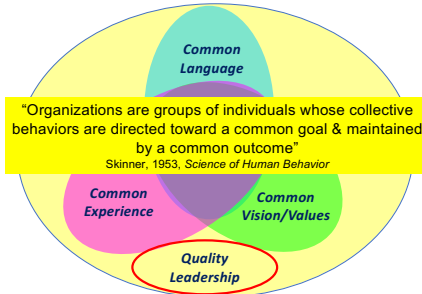 Common
Language
“Organizations are groups of individuals whose collective
behaviors are directed toward a common goal & maintained
by a common outcome”
Skinner, 1953, Science of Human Behavior
Common
Experience
Common
Vision/Values
Quality
Leadership